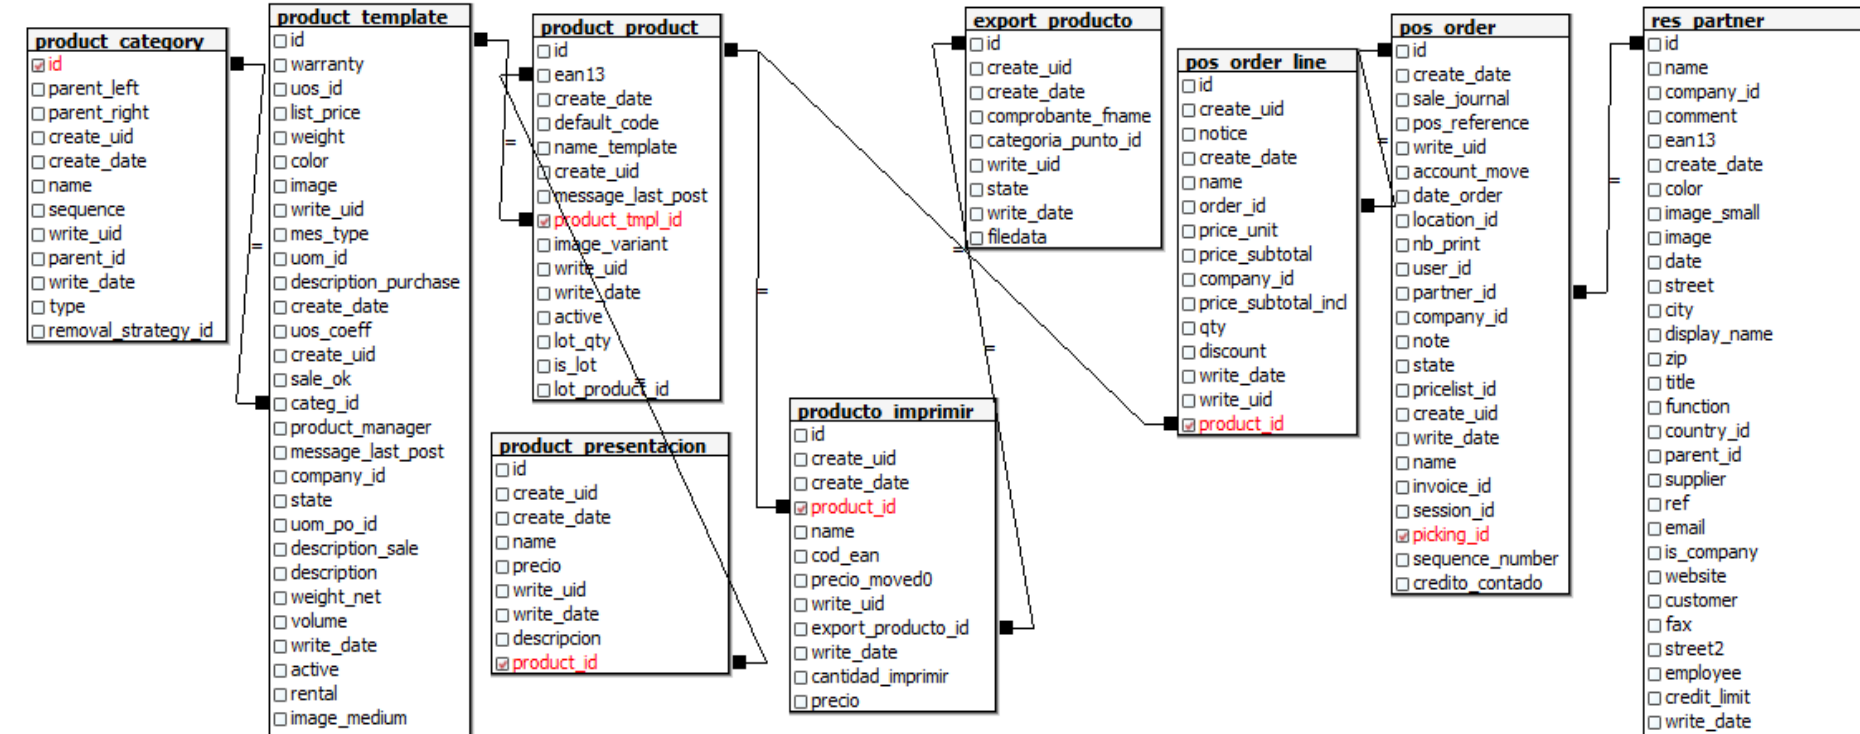 product_category
id
parent_left
parent_right
create_uid
create_date
name
sequence
write_uid
parent_id
write_date
type
removal_strategy_id
product_template
id
warranty
uos_id
list_price
weight
color
image
write_uid
mes_type
uom_id
description_purchase
create_date
uos_coeff
create_uid
sale_ok
categ_id
product_manager
message_last_post
company_id
state
uom_po_id
description_sale
description
weight_net
volume
write_date
active
rental
image_medium
product_product
id
ean13
create_date
default_code
name_template
create_uid
message_last_post
product_tmpl_id
image_variant
write_uid
write_date
active
lot_qty
is_lot
lot_product_id
product_presentacion
id
create_uid
create_date
name
precio
write_uid
write_date
descripcion
product_id
producto_imprimir
id
create_uid
create_date
product_id
name
cod_ean
precio_moved0
write_uid
export_producto_id
write_date
cantidad_imprimir
precio
export_producto
id
create_uid
create_date
comprobante_fname
categoria_punto_id
write_uid
state
write_date
filedata
pos_order_line
id
create_uid
notice
create_date
name
order_id
price_unit
price_subtotal
company_id
price_subtotal_incl
qty
discount
write_date
write_uid
product_id
pos_order
id
create_date
sale_journal
pos_reference
write_uid
account_move
date_order
location_id
nb_print
user_id
partner_id
company_id
note
state
pricelist_id
create_uid
write_date
name
invoice_id
session_id
picking_id
sequence_number
credito_contado
res_partner
id
name
company_id
comment
ean13
create_date
color
image_small
image
date
street
city
display_name
zip
title
function
country_id
parent_id
supplier
ref
email
is_company
website
customer
fax
street2
employee
credit_limit
write_date
=
=
=
=
=
=
=
=